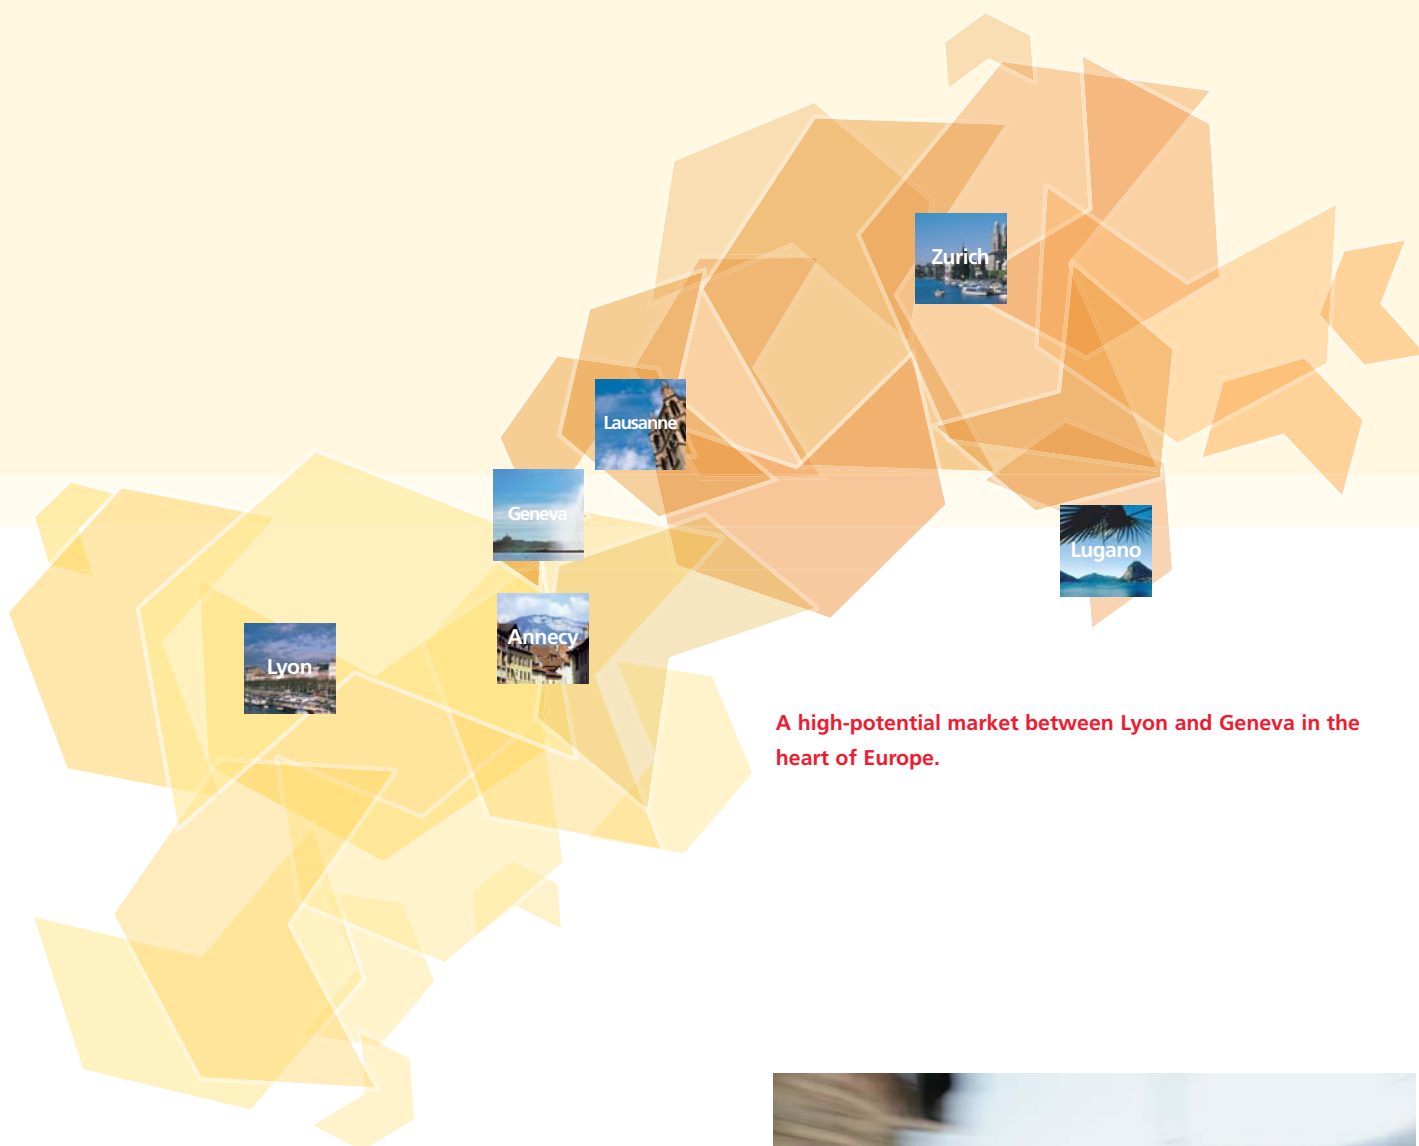 Zurich
Lausanne
Geneva
Lugano
Annecy
Lyon
A high-potential market between Lyon and Geneva in the
heart of Europe.